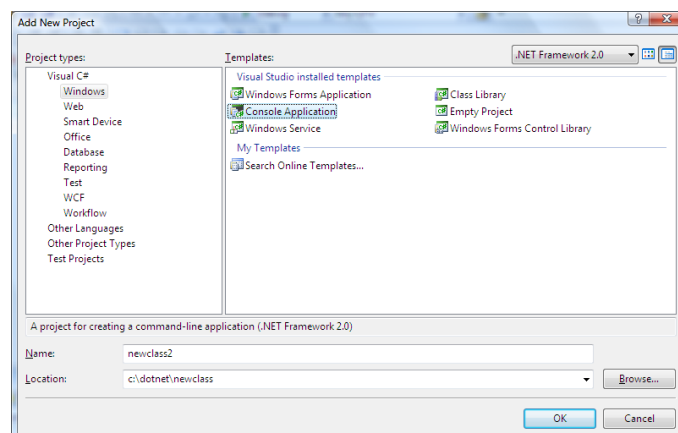 Add New Project
Project types:
Templates:
.NET Framework 2.0
Visual C#
Windows
Web
Smart Device
Office
Database
Reporting
Test
WCF
Workflow
Other Languages
Other Project Types
Test Projects
Visual Studio installed templates
Windows Forms Application
Class Library
Console Application
Empty Project
Windows Service
Windows Forms Control Library
My Templates
Search Online Templates...
A project for creating a command-line application (.NET Framework 2.0)
Name:
newclass2
Location:
c:\dotnet\newclass
Browse...
OK
Cancel